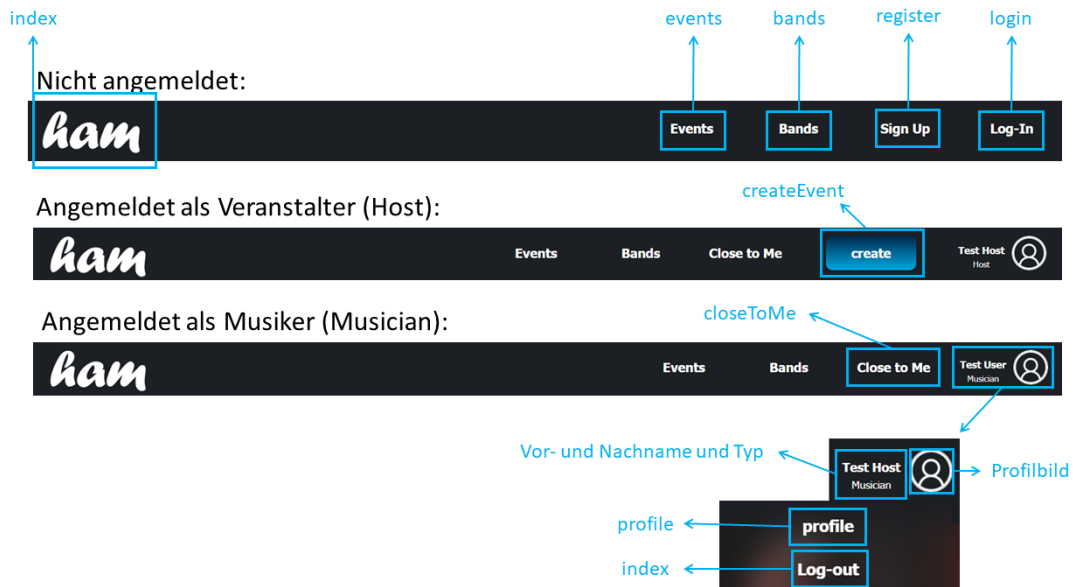 index
events
bands
register
login
Nicht angemeldet:
ham
Events
Bands
Sign Up
Log-In
createEvent
Angemeldet als Veranstalter (Host):
ham
Events
Bands
Close to Me
create
Test Host
Host
closeToMe
Angemeldet als Musiker (Musician):
ham
Events
Bands
Close to Me
Test User
Musician
Vor- und Nachname und Typ
Test Host
Musician
Profilbild
profile
profile
index
Log-out